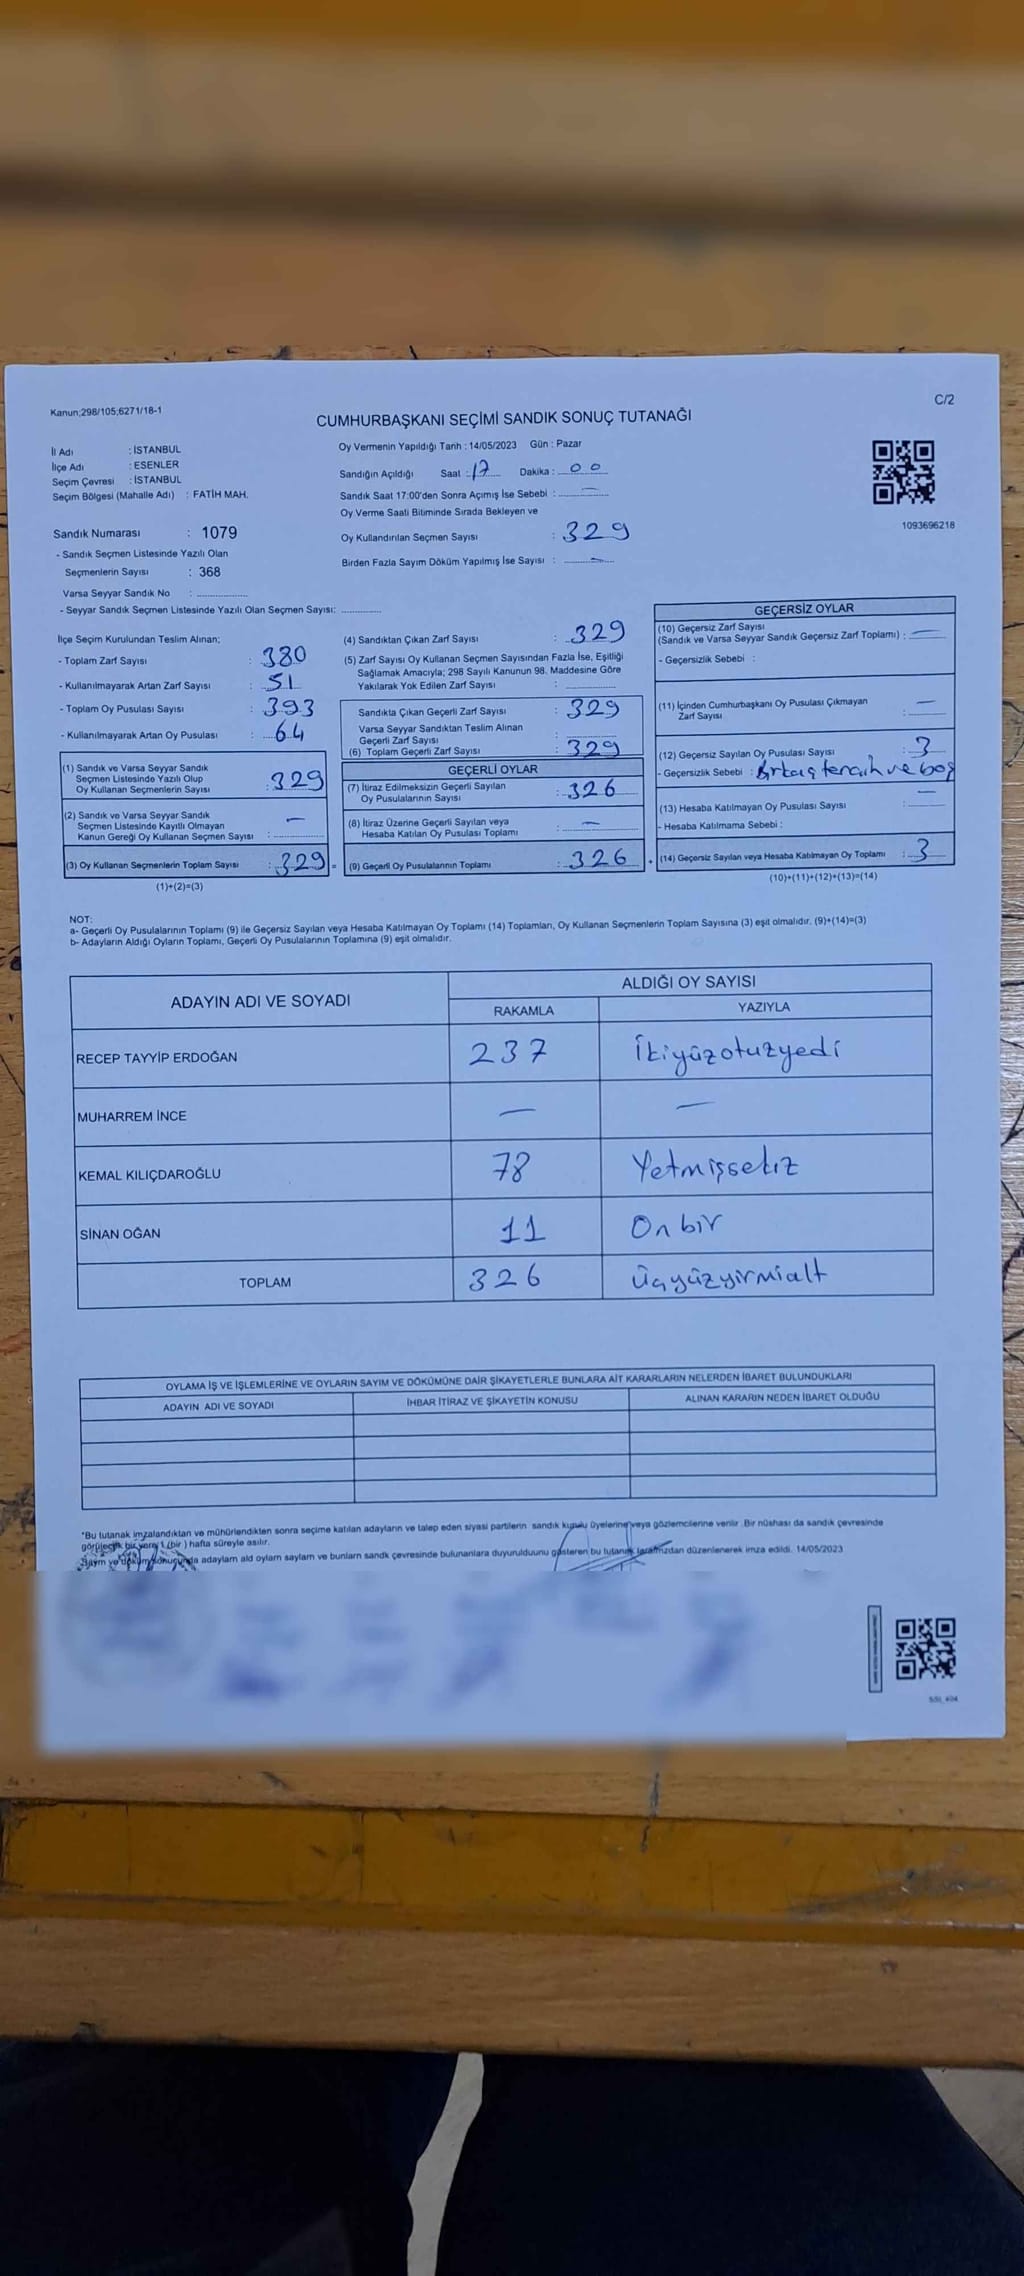 Kanun;298/105;6271/18-1
C/2
CUMHURBAŞKANI SEÇİMİ SANDIK SONUÇ TUTANAĞI
İl Adı : İSTANBUL
İlçe Adı : ESENLER
Seçim Çevresi : İSTANBUL
Seçim Bölgesi (Mahalle Adı) : FATİH MAH.
Oy Vermenin Yapıldığı Tarih : 14/05/2023 Gün : Pazar
Sandığın Açıldığı Saat : 17 Dakika : 00
Sandık Saat 17:00'den Sonra Açımış İse Sebebi : —
Oy Verme Saati Bitiminde Sırada Bekleyen ve
Oy Kullandırılan Seçmen Sayısı : 329
Birden Fazla Sayım Döküm Yapılmış İse Sayısı : —
1093696218
Sandık Numarası : 1079
- Sandık Seçmen Listesinde Yazılı Olan
Seçmenlerin Sayısı : 368
Varsa Seyyar Sandık No :
- Seyyar Sandık Seçmen Listesinde Yazılı Olan Seçmen Sayısı:
İlçe Seçim Kurulundan Teslim Alınan;
- Toplam Zarf Sayısı : 380
- Kullanılmayarak Artan Zarf Sayısı : 51
- Toplam Oy Pusulası Sayısı : 393
- Kullanılmayarak Artan Oy Pusulası : 64
(1) Sandık ve Varsa Seyyar Sandık
Seçmen Listesinde Yazılı Olup
Oy Kullanan Seçmenlerin Sayısı : 329
(2) Sandık ve Varsa Seyyar Sandık
Seçmen Listesinde Kayıtlı Olmayan
Kanun Gereği Oy Kullanan Seçmen Sayısı : —
(3) Oy Kullanan Seçmenlerin Toplam Sayısı : 329 =
(1)+(2)=(3)
(4) Sandıktan Çıkan Zarf Sayısı : 329
(5) Zarf Sayısı Oy Kullanan Seçmen Sayısından Fazla İse, Eşitliği
Sağlamak Amacıyla; 298 Sayılı Kanunun 98. Maddesine Göre
Yakılarak Yok Edilen Zarf Sayısı :
Sandıkta Çıkan Geçerli Zarf Sayısı : 329
Varsa Seyyar Sandıktan Teslim Alınan
Geçerli Zarf Sayısı :
(6) Toplam Geçerli Zarf Sayısı : 329
GEÇERLİ OYLAR
(7) İtiraz Edilmeksizin Geçerli Sayılan
Oy Pusulalarının Sayısı : 326
(8) İtiraz Üzerine Geçerli Sayılan veya
Hesaba Katılan Oy Pusulası Toplamı : —
(9) Geçerli Oy Pusulalarının Toplamı : 326 +
GEÇERSİZ OYLAR
(10) Geçersiz Zarf Sayısı
(Sandık ve Varsa Seyyar Sandık Geçersiz Zarf Toplamı) : —
- Geçersizlik Sebebi :
(11) İçinden Cumhurbaşkanı Oy Pusulası Çıkmayan
Zarf Sayısı : —
(12) Geçersiz Sayılan Oy Pusulası Sayısı : 3
- Geçersizlik Sebebi : Birkaç tercih ve boş
(13) Hesaba Katılmayan Oy Pusulası Sayısı : —
- Hesaba Katılmama Sebebi :
(14) Geçersiz Sayılan veya Hesaba Katılmayan Oy Toplamı : 3
(10)+(11)+(12)+(13)=(14)
NOT:
a- Geçerli Oy Pusulalarının Toplamı (9) ile Geçersiz Sayılan veya Hesaba Katılmayan Oy Toplamı (14) Toplamları, Oy Kullanan Seçmenlerin Toplam Sayısına (3) eşit olmalıdır. (9)+(14)=(3)
b- Adayların Aldığı Oyların Toplamı, Geçerli Oy Pusulalarının Toplamına (9) eşit olmalıdır.
ADAYIN ADI VE SOYADI ALDIĞI OY SAYISI
RAKAMLA YAZIYLA
RECEP TAYYİP ERDOĞAN 237 İkiyüzotuzyedi
MUHARREM İNCE — —
KEMAL KILIÇDAROĞLU 78 Yetmişsekiz
SİNAN OĞAN 11 On bir
TOPLAM 326 Üçyüzyirmialt
OYLAMA İŞ VE İŞLEMLERİNE VE OYLARIN SAYIM VE DÖKÜMÜNE DAİR ŞİKAYETLERLE BUNLARA AİT KARARLARIN NELERDEN İBARET BULUNDUKLARI
ADAYIN ADI VE SOYADI İHBAR İTİRAZ VE ŞİKAYETİN KONUSU ALINAN KARARIN NEDEN İBARET OLDUĞU
*Bu tutanak imzalandıktan ve mühürlendikten sonra seçime katılan adayların ve talep eden siyasi partilerin sandık kurulu üyelerine veya gözlemcilerine verilir. Bir nüshası da sandık çevresinde
görülecek bir yere 1 (bir ) hafta süreyle asılır.
Sayım ve döküm sonucunda adayların ald oyların sayları ve bunların sandk çevresinde bulunanlara duyurulduunu gösteren bu tutanak tarafımızdan düzenlenerek imza edildi. 14/05/2023